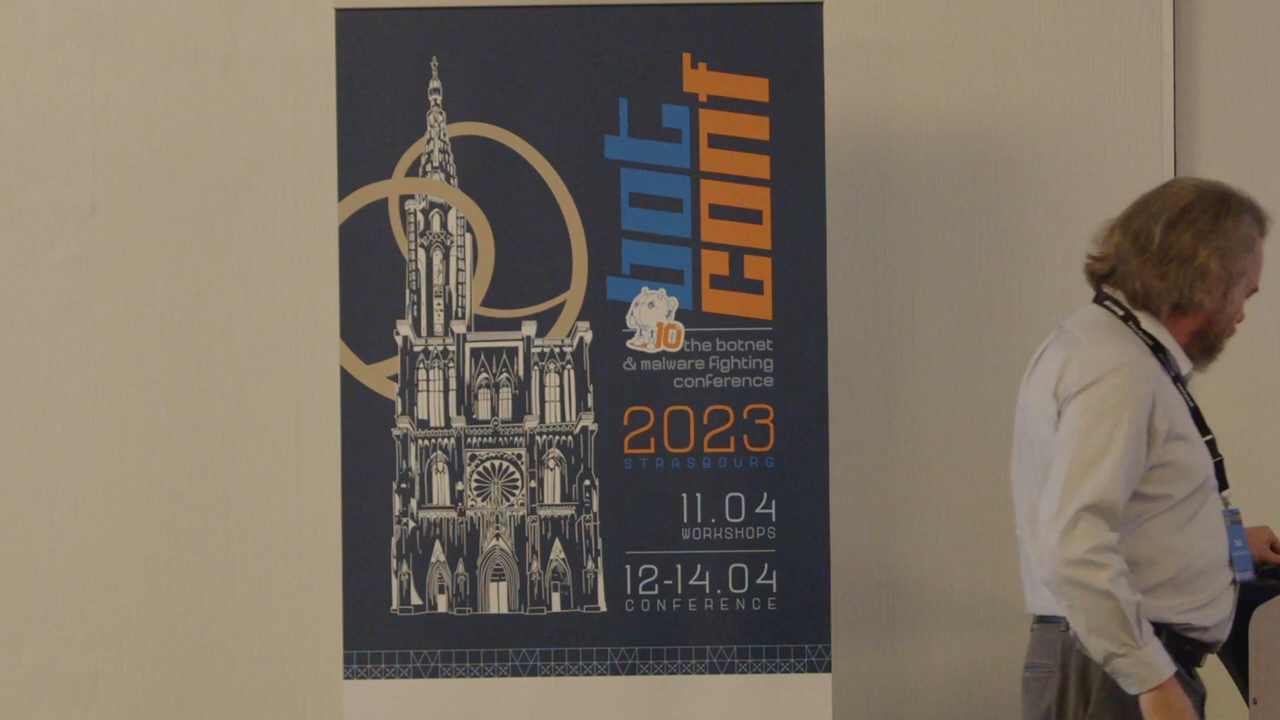 bot
conf
10
the botnet
& malware fighting
conference
2023
STRASBOURG
11.04
WORKSHOPS
12-14.04
CONFERENCE